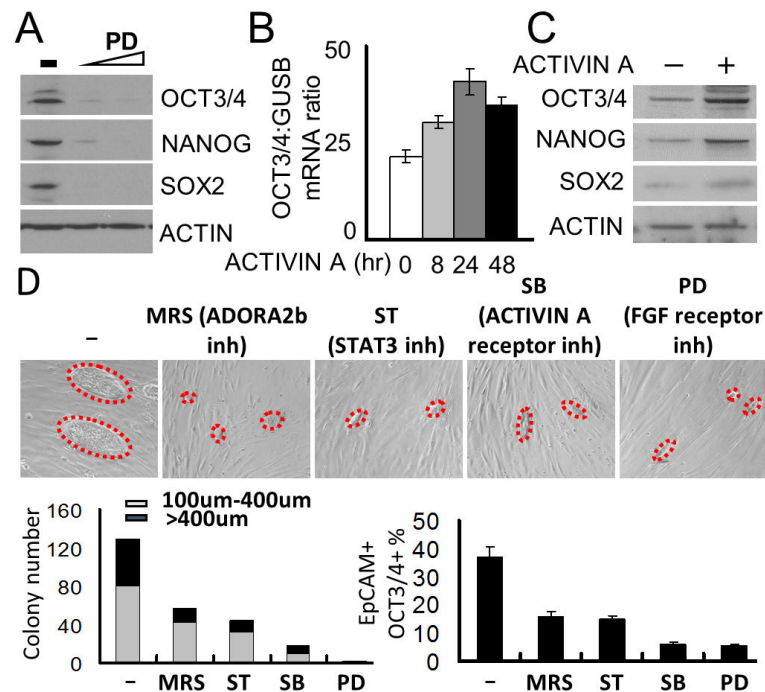 A
PD
–
OCT3/4
NANOG
SOX2
ACTIN
B
OCT3/4:GUSB
mRNA ratio
50
25
0
ACTIVIN A (hr) 0 8 24 48
C
ACTIVIN A – +
OCT3/4
NANOG
SOX2
ACTIN
D
–
MRS (ADORA2b
inh)
ST
(STAT3 inh)
SB
(ACTIVIN A
receptor inh)
PD
(FGF receptor
inh)
Colony number
160
120
80
40
0
100um-400um
>400um
– MRS ST SB PD
EpCAM+
OCT3/4+ %
50
40
30
20
10
0
– MRS ST SB PD